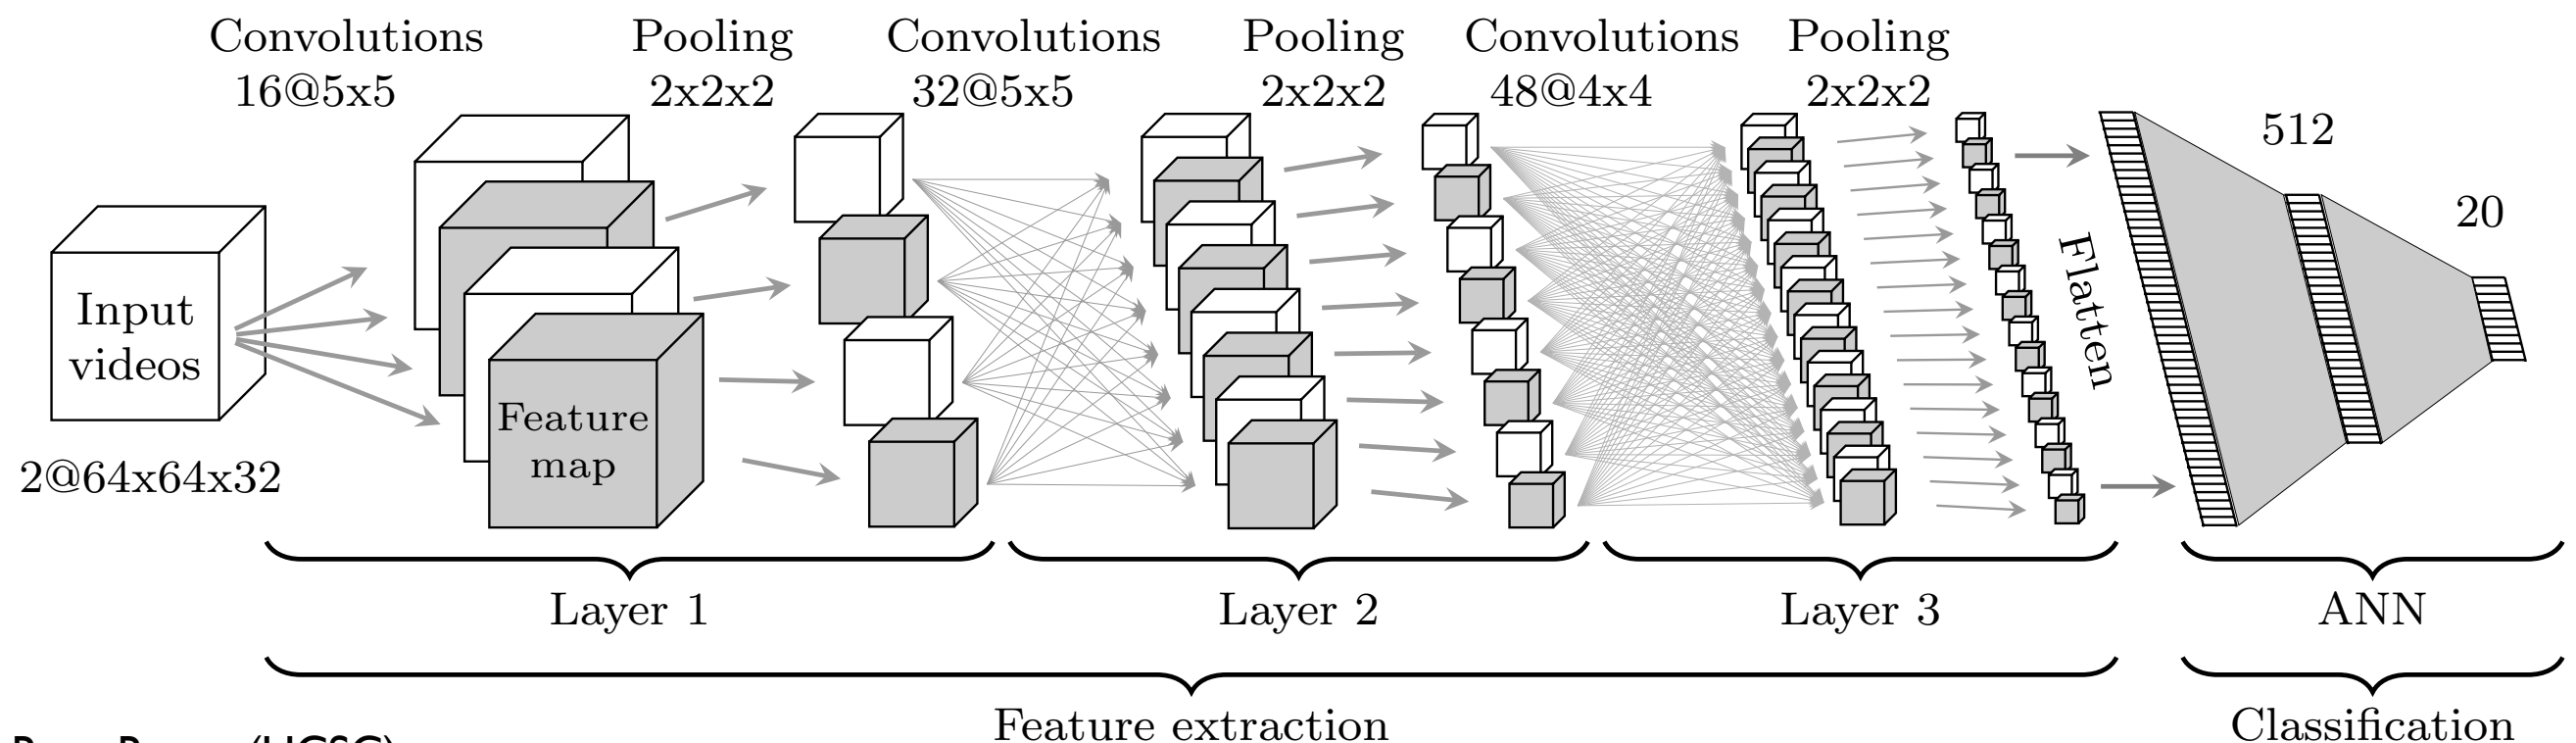 Convolutions
16@5x5
Pooling
2x2x2
Convolutions
32@5x5
Pooling
2x2x2
Convolutions
48@4x4
Pooling
2x2x2
512
20
Input
videos
2@64x64x32
Feature
map
Flatten
Layer 1
Layer 2
Layer 3
ANN
Feature extraction
Classification